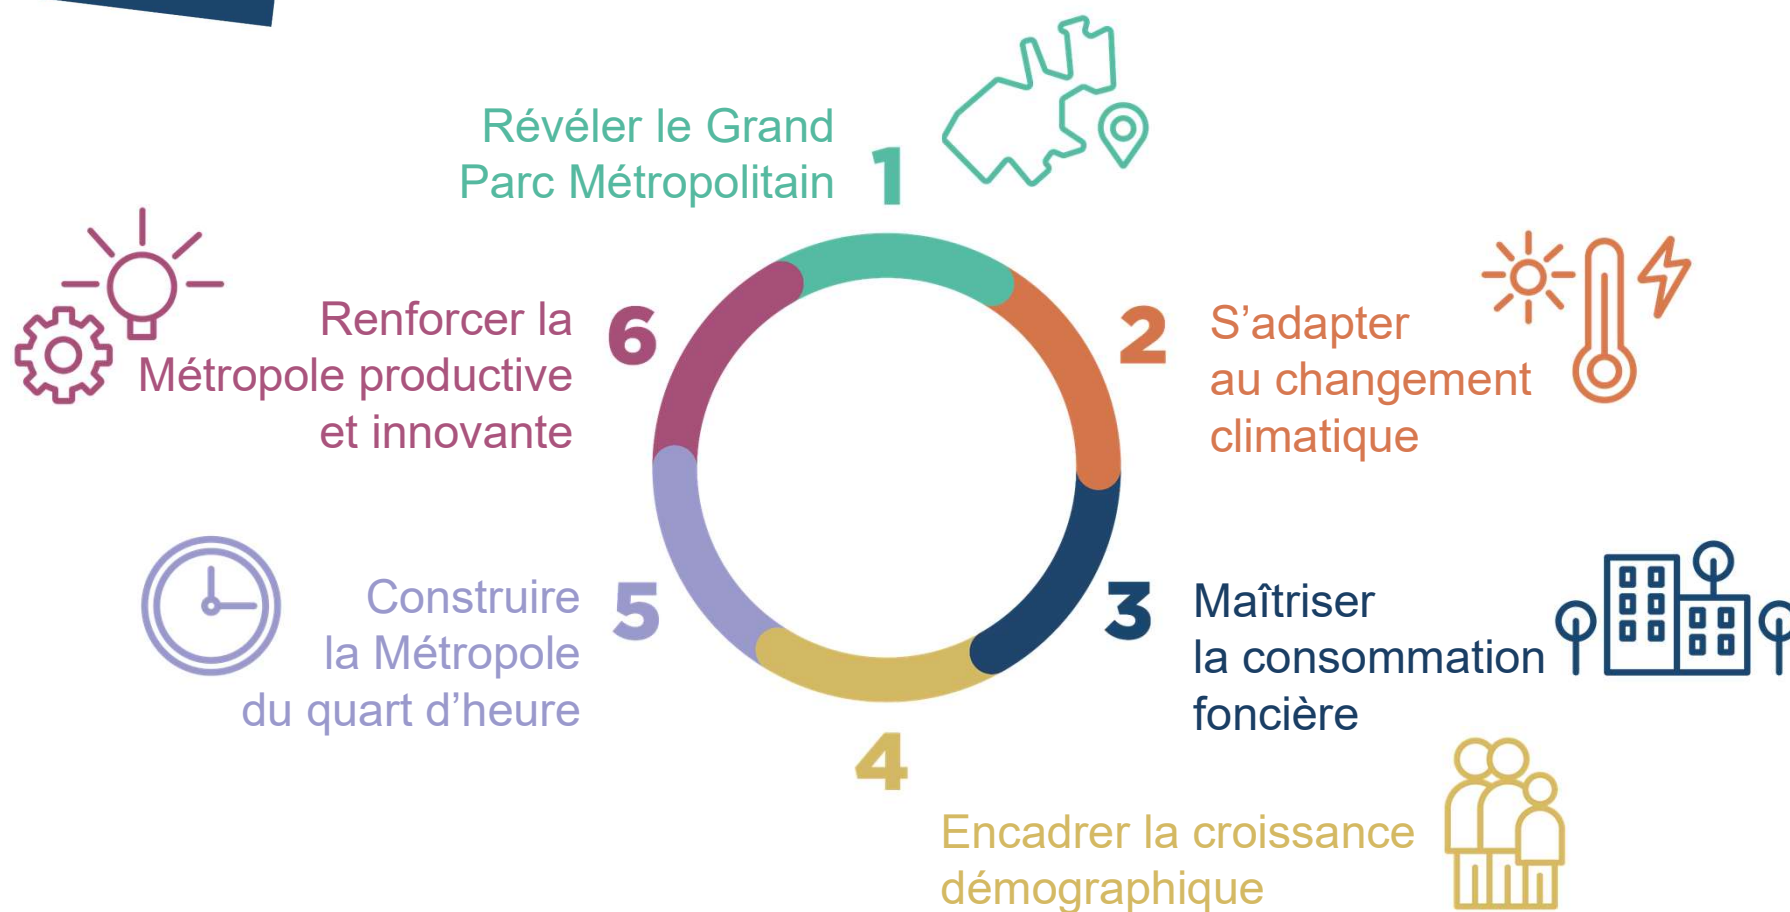 Révéler le Grand
Parc Métropolitain
1
2
S’adapter
au changement
climatique
3
Maîtriser
la consommation
foncière
4
Encadrer la croissance
démographique
5
Construire
la Métropole
du quart d’heure
6
Renforcer la
Métropole productive
et innovante